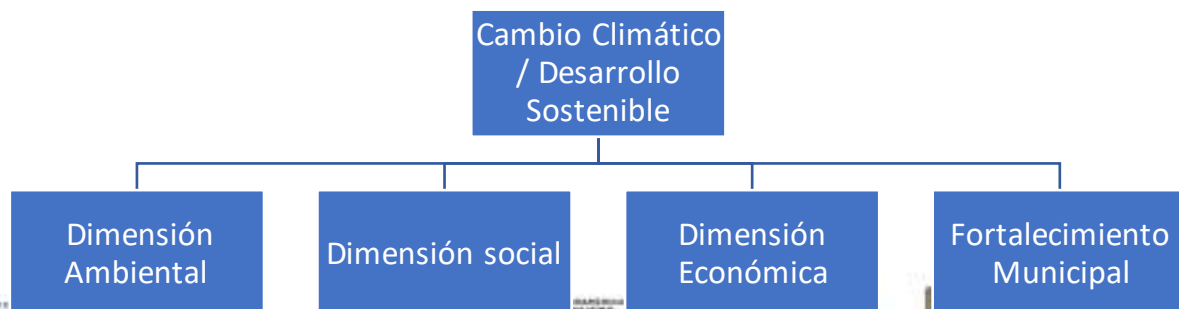 Cambio Climático
/ Desarrollo
Sostenible
Dimensión
Ambiental
Dimensión social
Dimensión
Económica
Fortalecimiento
Municipal